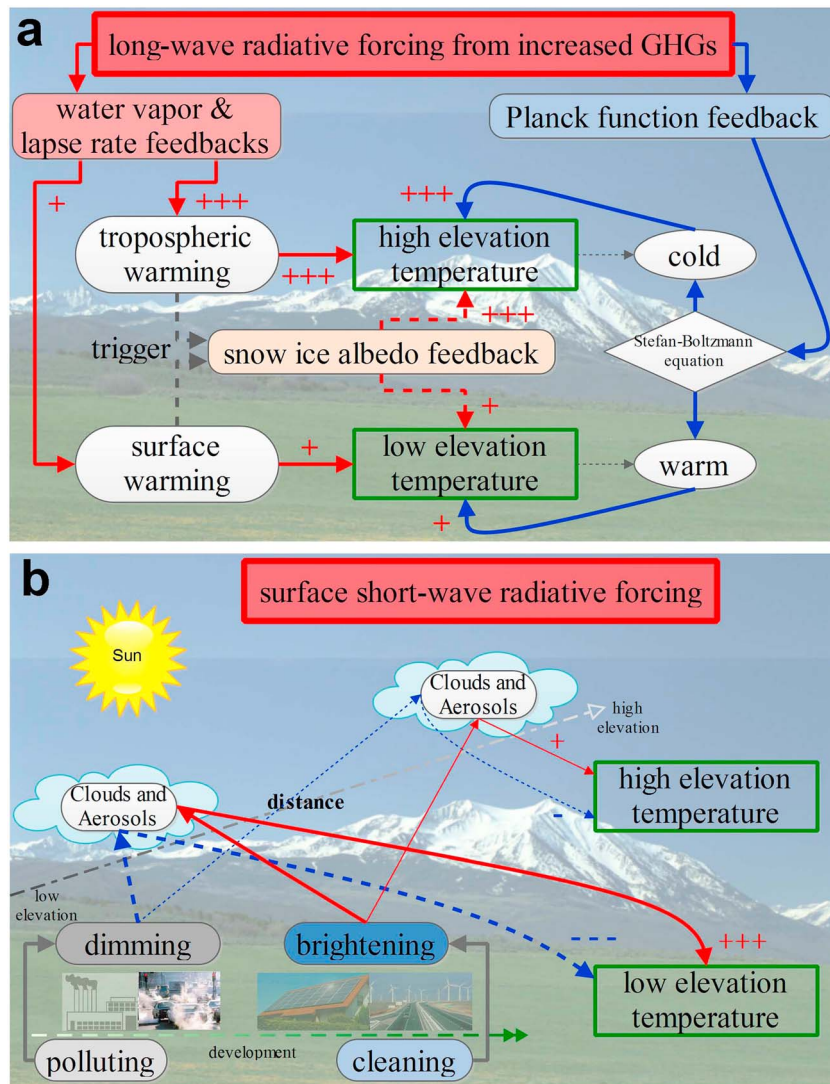 a
long-wave radiative forcing from increased GHGs
water vapor &
lapse rate feedbacks
Planck function feedback
+
+++
+++
tropospheric
warming
+++
high elevation
temperature
cold
+++
trigger
snow ice albedo feedback
Stefan-Boltzmann
equation
+
surface
warming
+
low elevation
temperature
warm
+
b
surface short-wave radiative forcing
Sun
Clouds and
Aerosols
high
elevation
+
high elevation
temperature
Clouds and
Aerosols
distance
-
low
elevation
dimming
brightening
---
+++
low elevation
temperature
development
polluting
cleaning